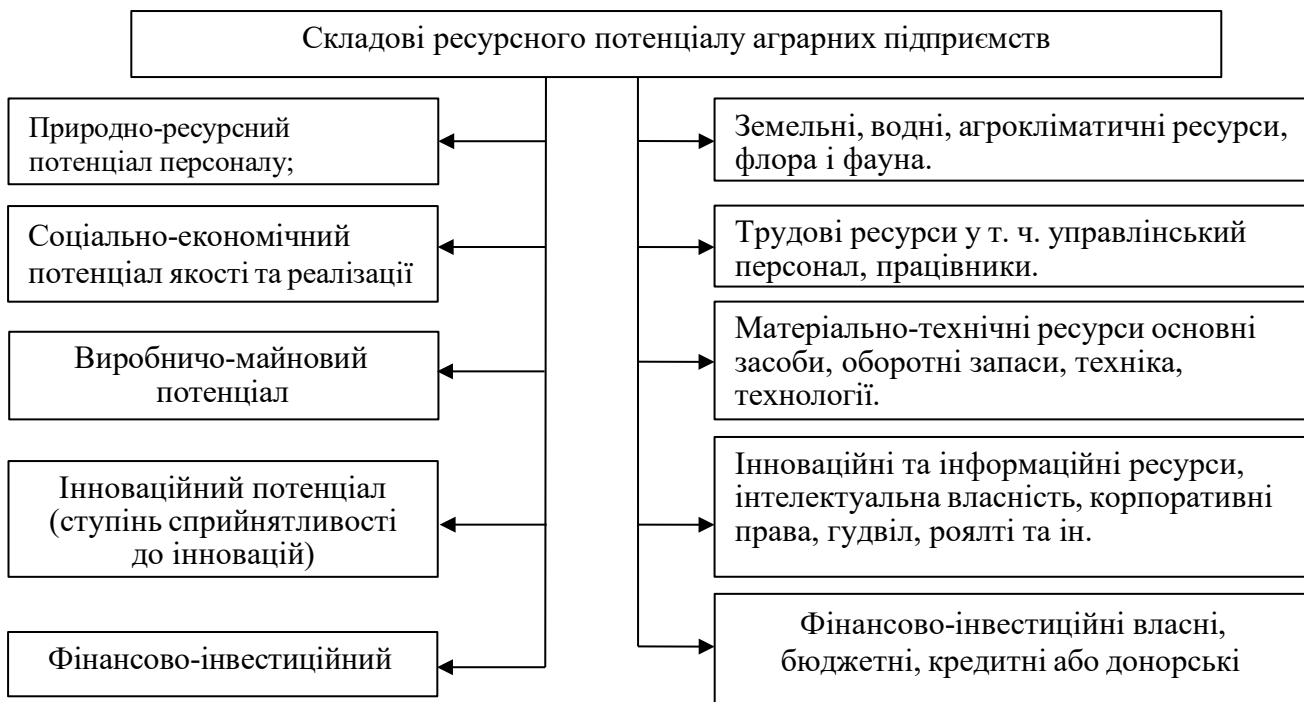 Складові ресурсного потенціалу аграрних підприємств
Природно-ресурсний
потенціал персоналу;
Земельні, водні, агрокліматичні ресурси,
флора і фауна.
Соціально-економічний
потенціал якості та реалізації
Трудові ресурси у т. ч. управлінський
персонал, працівники.
Виробничо-майновий
потенціал
Матеріально-технічні ресурси основні
засоби, оборотні запаси, техніка,
технології.
Інноваційний потенціал
(ступінь сприйнятливості
до інновацій)
Інноваційні та інформаційні ресурси,
інтелектуальна власність, корпоративні
права, гудвіл, роялті та ін.
Фінансово-інвестиційний
Фінансово-інвестиційні власні,
бюджетні, кредитні або донорські